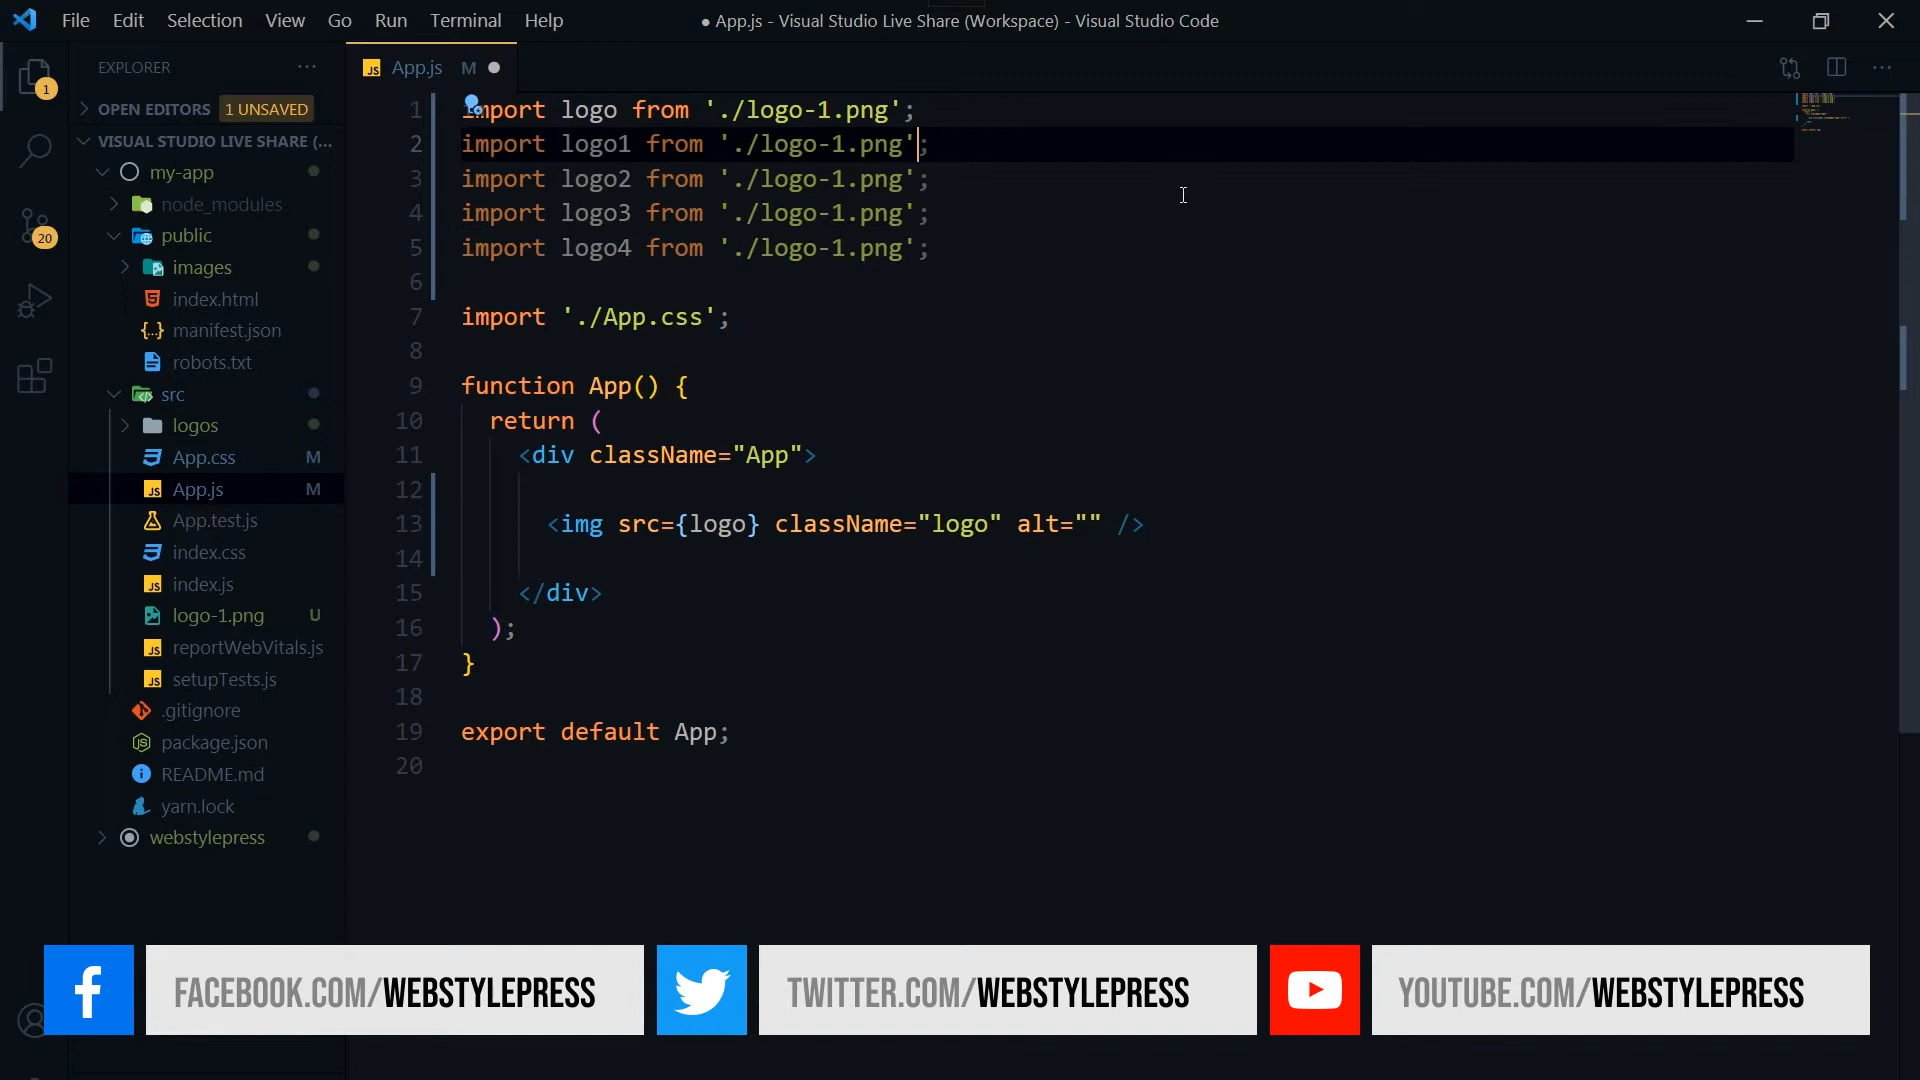 File Edit Selection View Go Run Terminal Help
● App.js - Visual Studio Live Share (Workspace) - Visual Studio Code
EXPLORER
OPEN EDITORS 1 UNSAVED
VISUAL STUDIO LIVE SHARE (...
my-app
node_modules
public
images
index.html
manifest.json
robots.txt
src
logos
App.css M
App.js M
App.test.js
index.css
index.js
logo-1.png U
reportWebVitals.js
setupTests.js
.gitignore
package.json
README.md
yarn.lock
webstylepress
1
20
App.js M
1 import logo from './logo-1.png';
2 import logo1 from './logo-1.png';
3 import logo2 from './logo-1.png';
4 import logo3 from './logo-1.png';
5 import logo4 from './logo-1.png';
6
7 import './App.css';
8
9 function App() {
10 return (
11 <div className="App">
12
13 <img src={logo} className="logo" alt="" />
14
15 </div>
16 );
17 }
18
19 export default App;
20
FACEBOOK.COM/WEBSTYLEPRESS
TWITTER.COM/WEBSTYLEPRESS
YOUTUBE.COM/WEBSTYLEPRESS